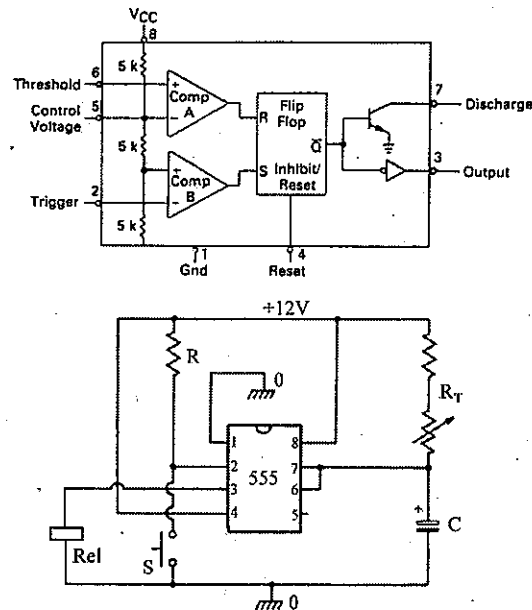 VCC
8
5 k
6
Threshold
+
Comp
A
−
R
Flip
Flop
Q̅
7
Discharge
5
Control
Voltage
5 k
+
Comp
B
−
S
Inhibit/
Reset
3
Output
2
Trigger
5 k
1
Gnd
4
Reset
+12V
R
0
RT
1
8
2
7
555
3
6
4
5
+
C
Rel
S
0